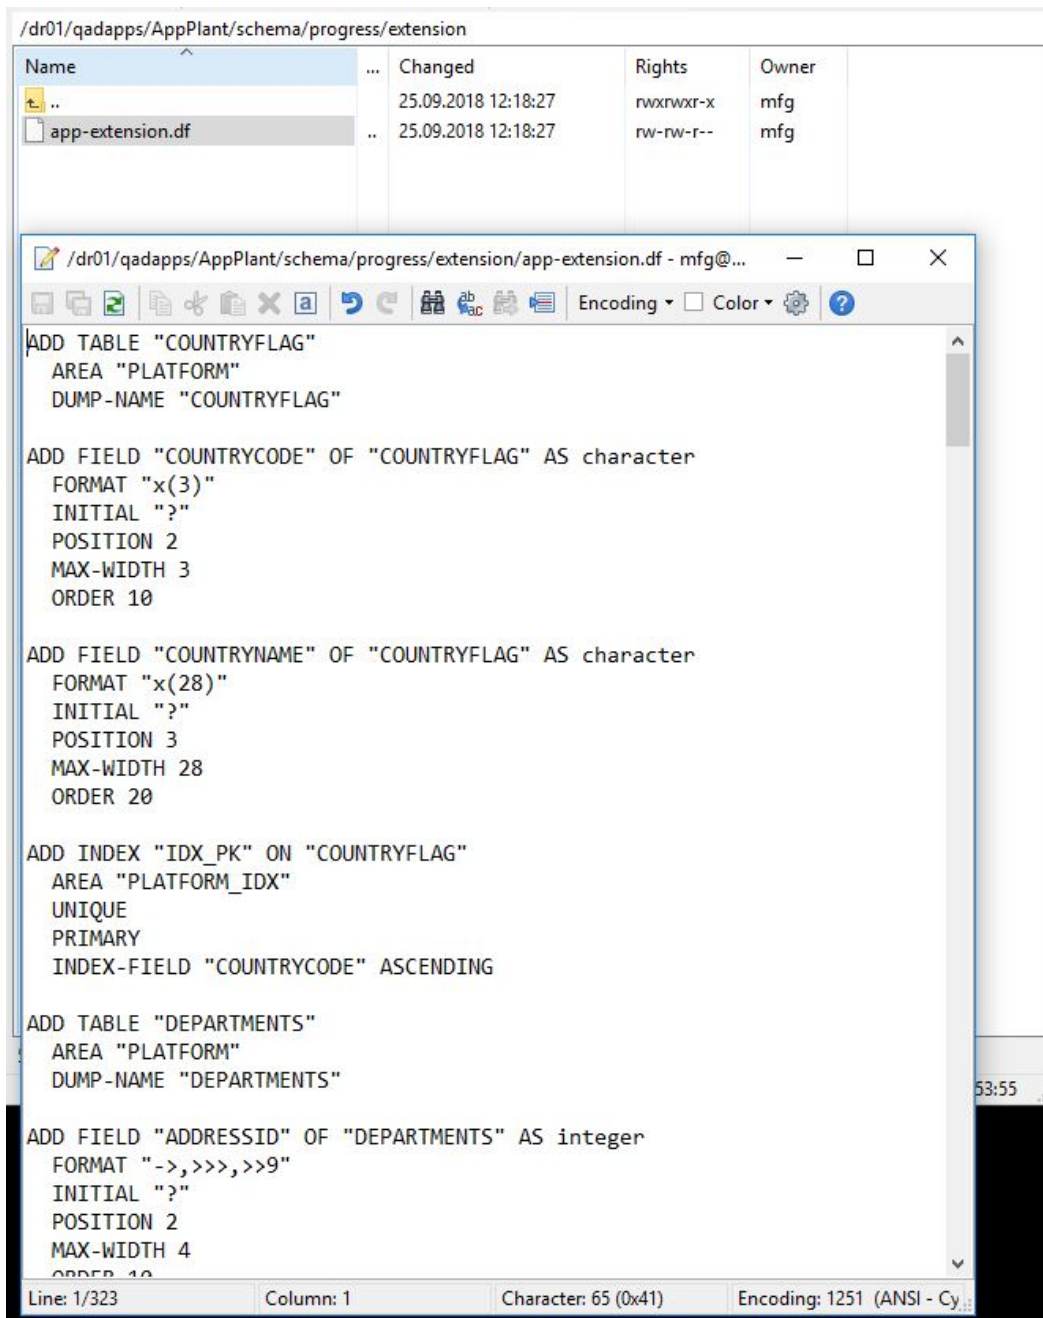 /dr01/qadapps/AppPlant/schema/progress/extension
Name ... Changed Rights Owner
.. 25.09.2018 12:18:27 rwxrwxr-x mfg
app-extension.df .. 25.09.2018 12:18:27 rw-rw-r-- mfg
/dr01/qadapps/AppPlant/schema/progress/extension/app-extension.df - mfg@...
Encoding Color
ADD TABLE "COUNTRYFLAG"
AREA "PLATFORM"
DUMP-NAME "COUNTRYFLAG"
ADD FIELD "COUNTRYCODE" OF "COUNTRYFLAG" AS character
FORMAT "x(3)"
INITIAL "?"
POSITION 2
MAX-WIDTH 3
ORDER 10
ADD FIELD "COUNTRYNAME" OF "COUNTRYFLAG" AS character
FORMAT "x(28)"
INITIAL "?"
POSITION 3
MAX-WIDTH 28
ORDER 20
ADD INDEX "IDX_PK" ON "COUNTRYFLAG"
AREA "PLATFORM_IDX"
UNIQUE
PRIMARY
INDEX-FIELD "COUNTRYCODE" ASCENDING
ADD TABLE "DEPARTMENTS"
AREA "PLATFORM"
DUMP-NAME "DEPARTMENTS"
53:55
ADD FIELD "ADDRESSID" OF "DEPARTMENTS" AS integer
FORMAT "->,>>>,>>9"
INITIAL "?"
POSITION 2
MAX-WIDTH 4
ORDER 10
Line: 1/323 Column: 1 Character: 65 (0x41) Encoding: 1251 (ANSI - Cy